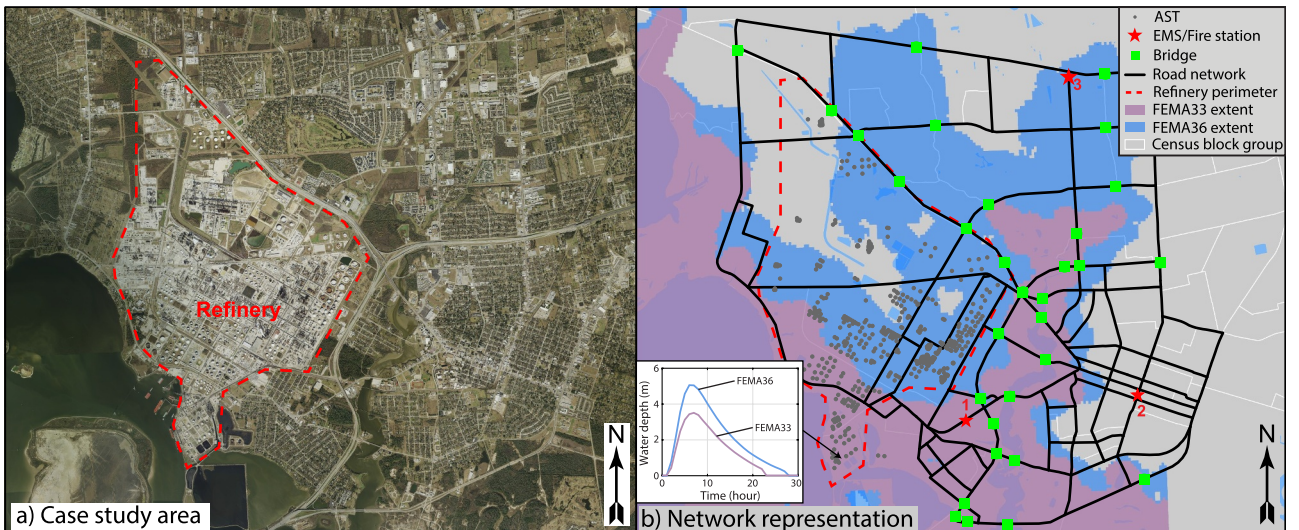 Refinery
N
a) Case study area
AST
EMS/Fire station
Bridge
Road network
Refinery perimeter
FEMA33 extent
FEMA36 extent
Census block group
3
1
2
6
4
2
0
Water depth (m)
FEMA36
FEMA33
0 10 20 30
Time (hour)
N
b) Network representation